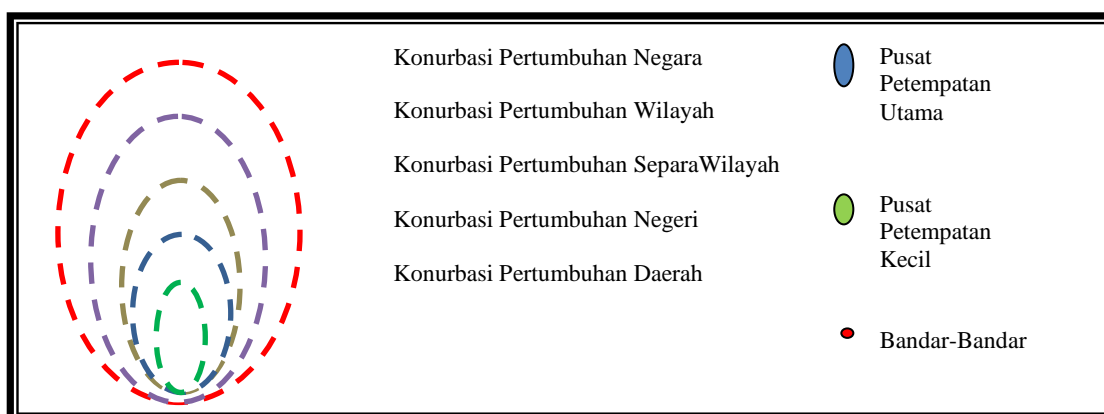 Konurbasi Pertumbuhan Negara
Konurbasi Pertumbuhan Wilayah
Konurbasi Pertumbuhan SeparaWilayah
Konurbasi Pertumbuhan Negeri
Konurbasi Pertumbuhan Daerah
Pusat
Petempatan
Utama
Pusat
Petempatan
Kecil
Bandar-Bandar